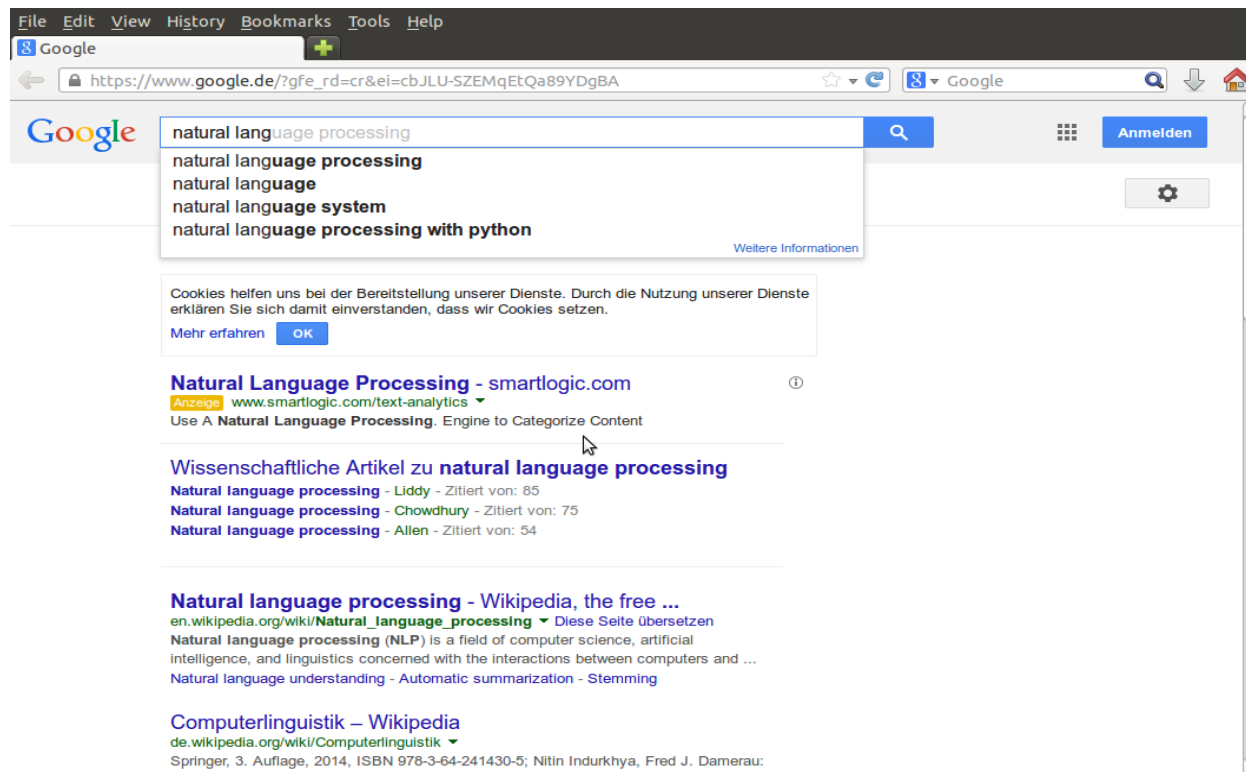 File Edit View History Bookmarks Tools Help
Google
https://www.google.de/?gfe_rd=cr&ei=cbJLU-SZEMqEtQa89YDgBA Google
Google natural language processing Anmelden
natural language processing
natural language
natural language system
natural language processing with python
Weitere Informationen
Cookies helfen uns bei der Bereitstellung unserer Dienste. Durch die Nutzung unserer Dienste
erklären Sie sich damit einverstanden, dass wir Cookies setzen.
Mehr erfahren OK
Natural Language Processing - smartlogic.com
Anzeige www.smartlogic.com/text-analytics
Use A Natural Language Processing. Engine to Categorize Content
Wissenschaftliche Artikel zu natural language processing
Natural language processing - Liddy - Zitiert von: 85
Natural language processing - Chowdhury - Zitiert von: 75
Natural language processing - Allen - Zitiert von: 54
Natural language processing - Wikipedia, the free ...
en.wikipedia.org/wiki/Natural_language_processing Diese Seite übersetzen
Natural language processing (NLP) is a field of computer science, artificial
intelligence, and linguistics concerned with the interactions between computers and ...
Natural language understanding - Automatic summarization - Stemming
Computerlinguistik – Wikipedia
de.wikipedia.org/wiki/Computerlinguistik
Springer, 3. Auflage, 2014, ISBN 978-3-64-241430-5; Nitin Indurkhya, Fred J. Damerau: